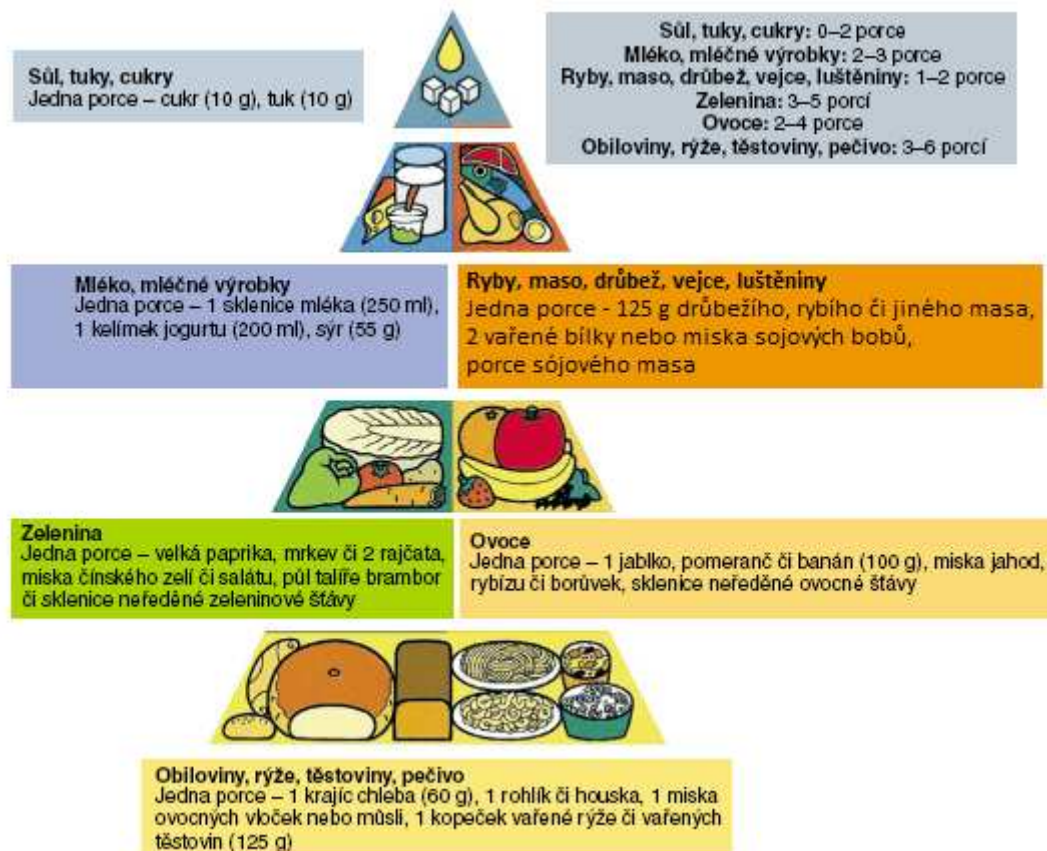 Sůl, tuky, cukry
Jedna porce – cukr (10 g), tuk (10 g)
Sůl, tuky, cukry: 0–2 porce
Mléko, mléčné výrobky: 2–3 porce
Ryby, maso, drůbež, vejce, luštěniny: 1–2 porce
Zelenina: 3–5 porcí
Ovoce: 2–4 porce
Obiloviny, rýže, těstoviny, pečivo: 3–6 porcí
Mléko, mléčné výrobky
Jedna porce – 1 sklenice mléka (250 ml),
1 kelímek jogurtu (200 ml), sýr (55 g)
Ryby, maso, drůbež, vejce, luštěniny
Jedna porce - 125 g drůbežího, rybího či jiného masa,
2 vařené bílky nebo miska sojových bobů,
porce sójového masa
Zelenina
Jedna porce – velká paprika, mrkev či 2 rajčata,
miska čínského zelí či salátu, půl talíře brambor
či sklenice neředěné zeleninové šťávy
Ovoce
Jedna porce – 1 jablko, pomeranč či banán (100 g), miska jahod,
rybízu či borůvek, sklenice neředěné ovocné šťávy
Obiloviny, rýže, těstoviny, pečivo
Jedna porce – 1 krajíc chleba (60 g), 1 rohlík či houska, 1 miska
ovocných vloček nebo műsli, 1 kopeček vařené rýže či vařených
těstovin (125 g)